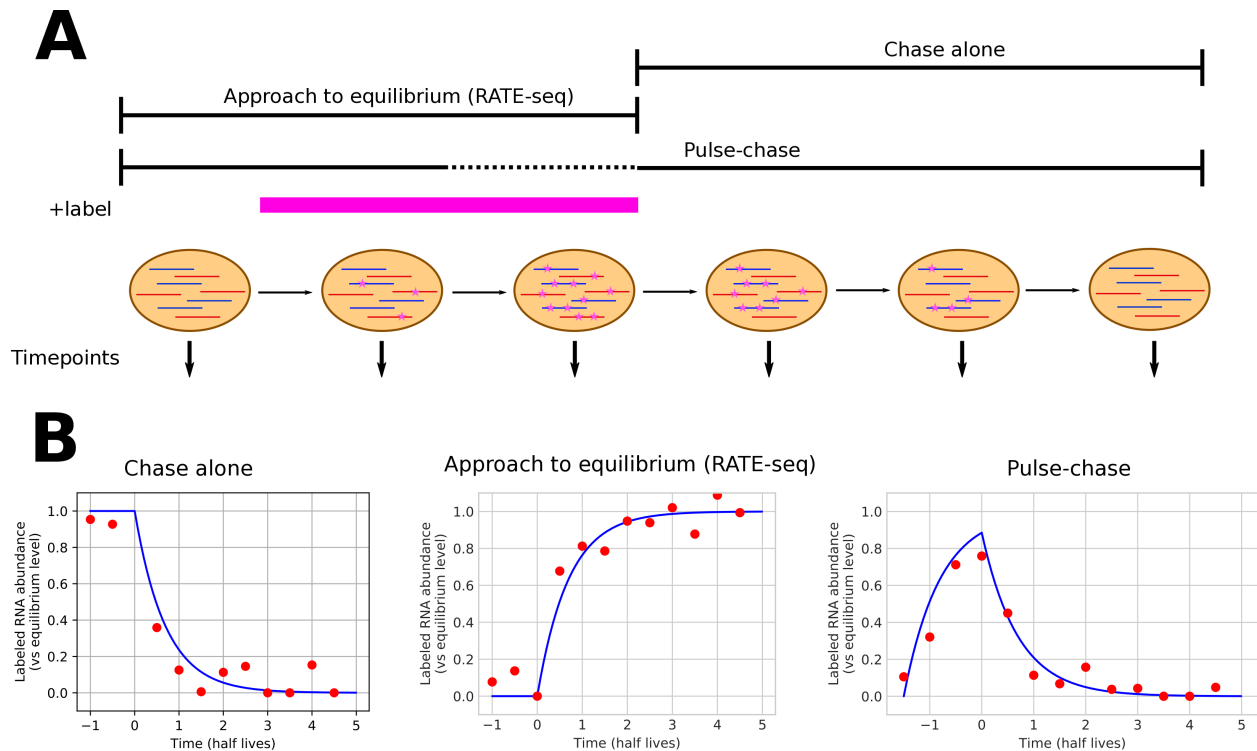 A
Chase alone
Approach to equilibrium (RATE-seq)
Pulse-chase
+label
Timepoints
B
Chase alone
Labeled RNA abundance
(vs equilibrium level)
1.0
0.8
0.6
0.4
0.2
0.0
−1 0 1 2 3 4 5
Time (half lives)
Approach to equilibrium (RATE-seq)
Labeled RNA abundance
(vs equilibrium level)
1.0
0.8
0.6
0.4
0.2
0.0
−1 0 1 2 3 4 5
Time (half lives)
Pulse-chase
Labeled RNA abundance
(vs equilibrium level)
1.0
0.8
0.6
0.4
0.2
0.0
−1 0 1 2 3 4 5
Time (half lives)